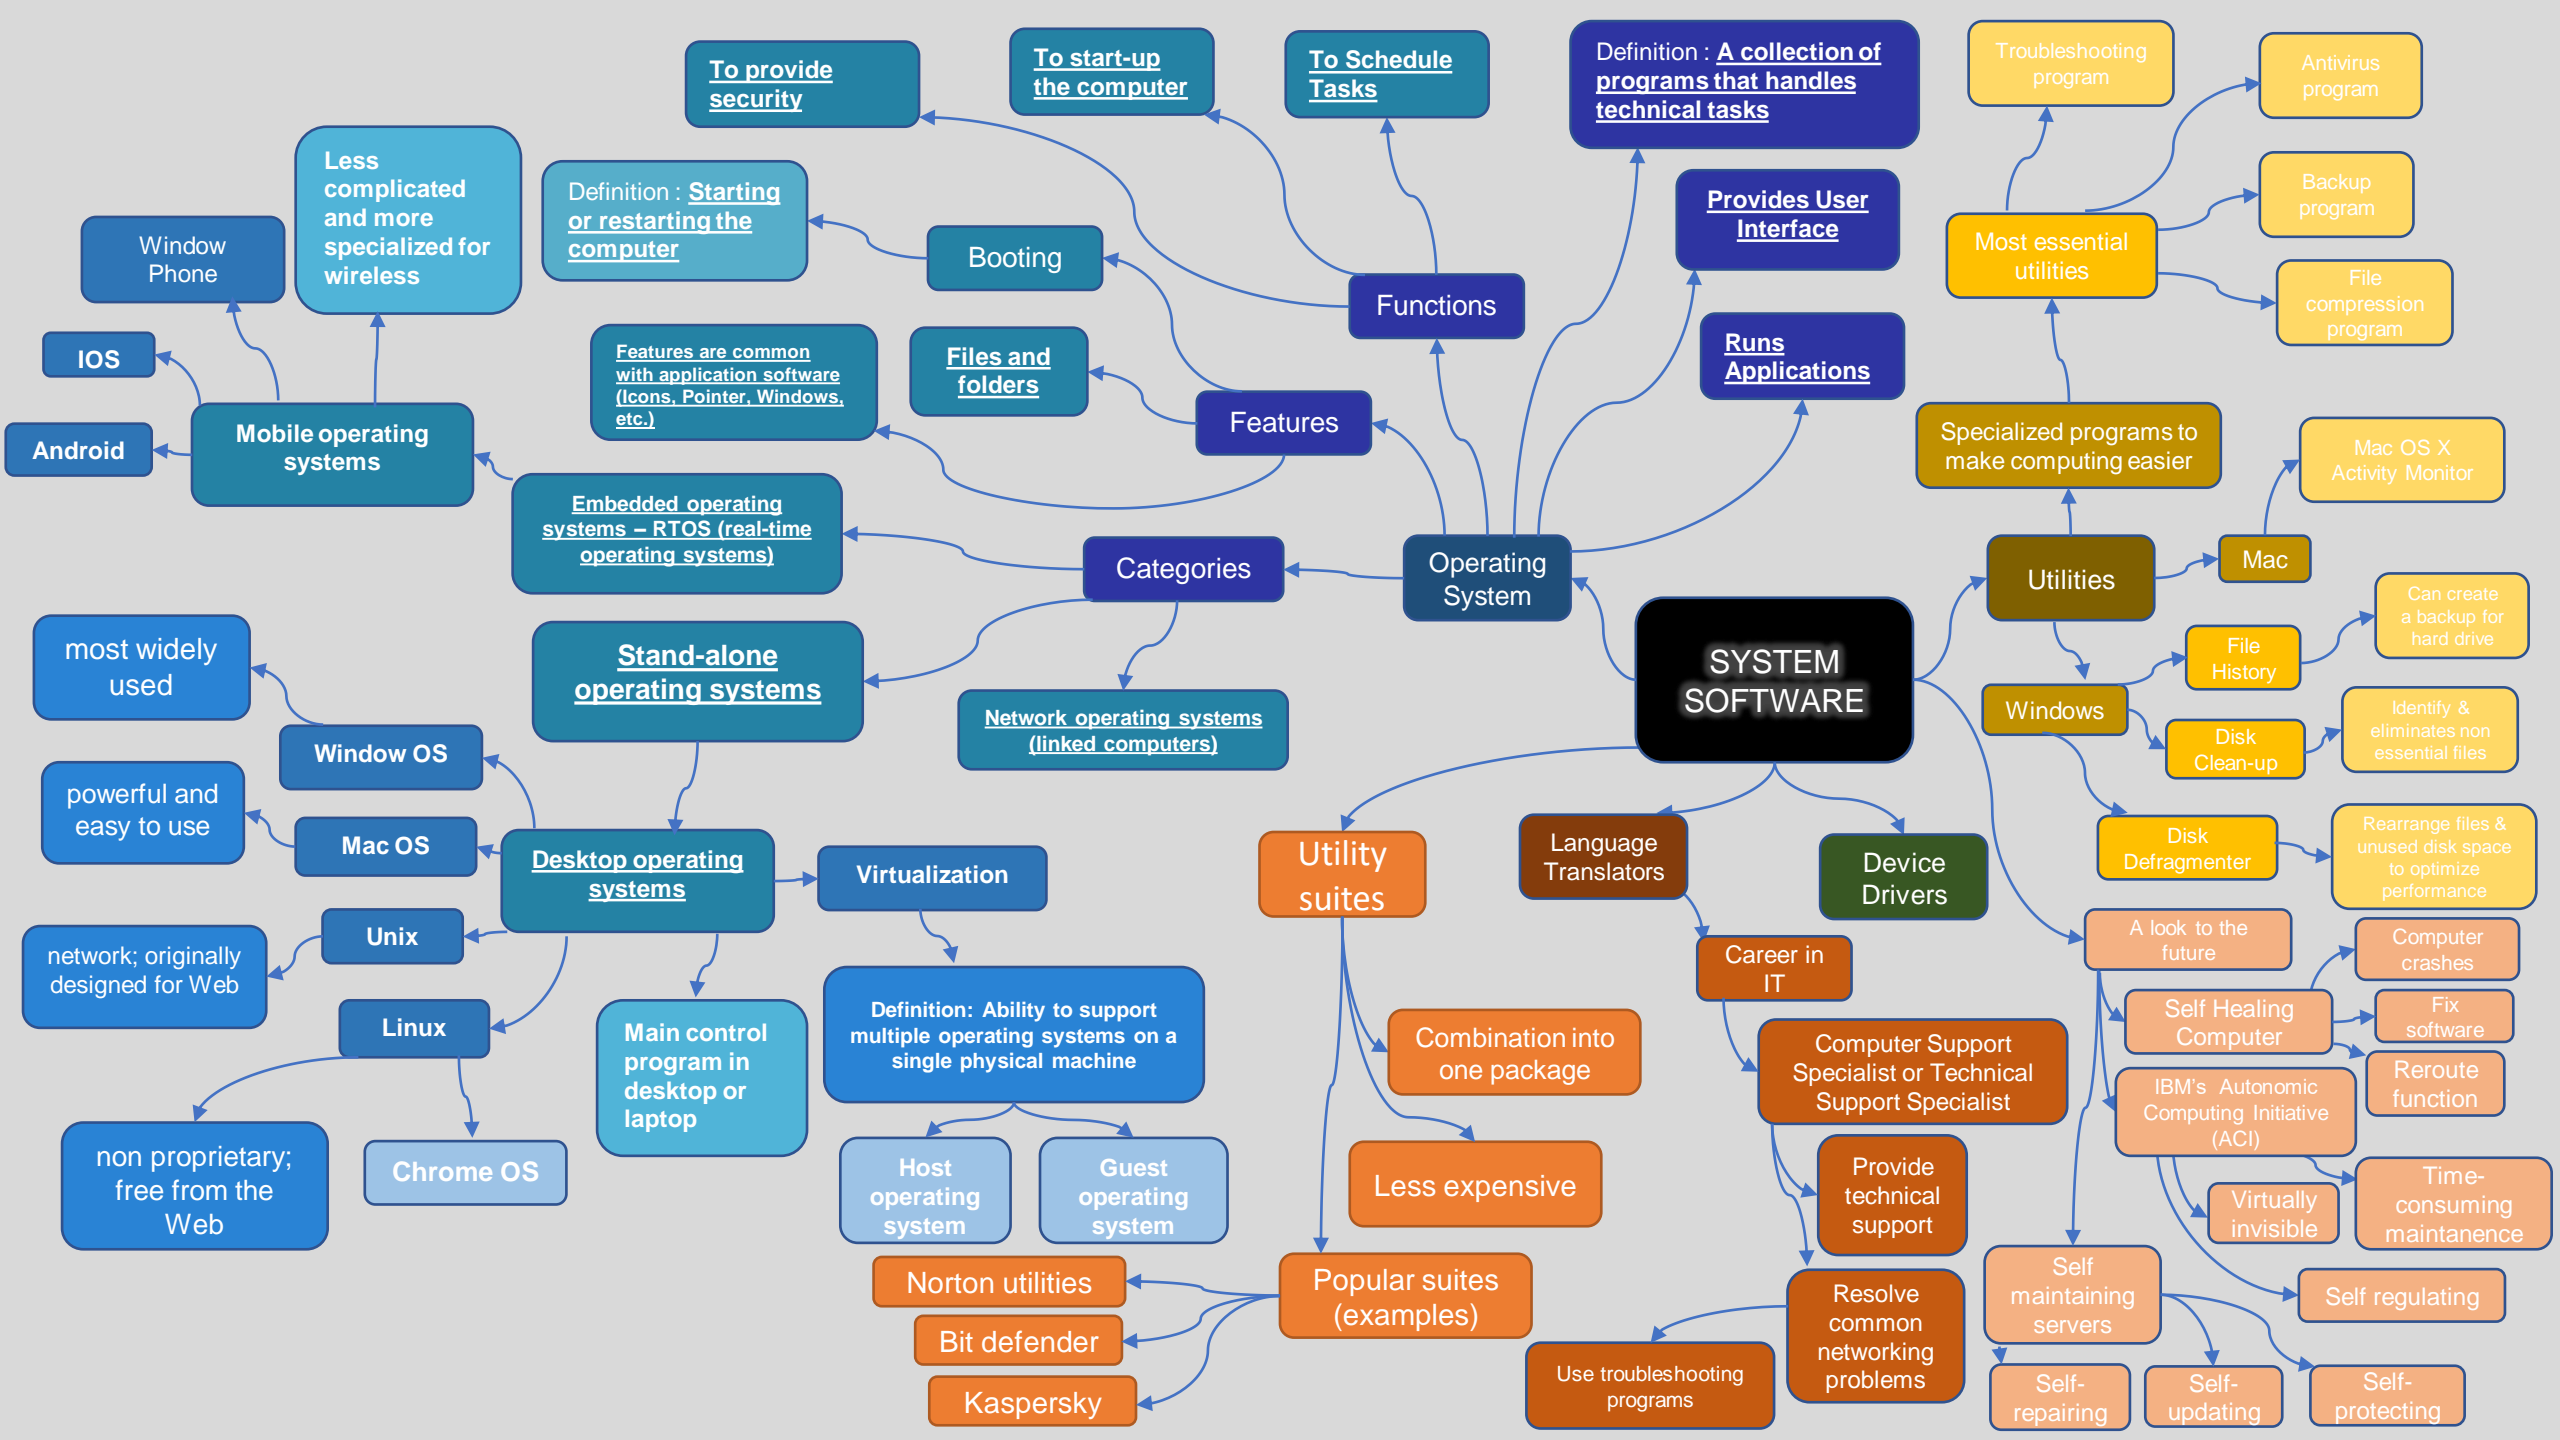 To provide
security
To start-up
the computer
To Schedule
Tasks
Definition : A collection of
programs that handles
technical tasks
Troubleshooting
program
Antivirus
program
Less
complicated
and more
specialized for
wireless
Definition : Starting
or restarting the
computer
Booting
Provides User
Interface
Backup
program
Most essential
utilities
Window
Phone
Functions
File
compression
program
IOS
Features are common
with application software
(Icons, Pointer, Windows,
etc.)
Files and
folders
Runs
Applications
Features
Mobile operating
systems
Android
Specialized programs to
make computing easier
Mac OS X
Activity Monitor
Embedded operating
systems – RTOS (real-time
operating systems)
Categories
Operating
System
Utilities
Mac
Can create
a backup for
hard drive
most widely
used
Stand-alone
operating systems
SYSTEM
SOFTWARE
File
History
Network operating systems
(linked computers)
Windows
Identify &
eliminates non
essential files
Window OS
Disk
Clean-up
powerful and
easy to use
Mac OS
Desktop operating
systems
Virtualization
Utility
suites
Language
Translators
Device
Drivers
Disk
Defragmenter
Rearrange files &
unused disk space
to optimize
performance
Unix
network; originally
designed for Web
A look to the
future
Computer
crashes
Career in
IT
Linux
Main control
program in
desktop or
laptop
Definition: Ability to support
multiple operating systems on a
single physical machine
Combination into
one package
Computer Support
Specialist or Technical
Support Specialist
Self Healing
Computer
Fix
software
Reroute
function
IBM's Autonomic
Computing Initiative
(ACI)
non proprietary;
free from the
Web
Chrome OS
Host
operating
system
Guest
operating
system
Less expensive
Provide
technical
support
Virtually
invisible
Time-
consuming
maintanence
Norton utilities
Popular suites
(examples)
Resolve
common
networking
problems
Self
maintaining
servers
Self regulating
Bit defender
Kaspersky
Use troubleshooting
programs
Self-
repairing
Self-
updating
Self-
protecting